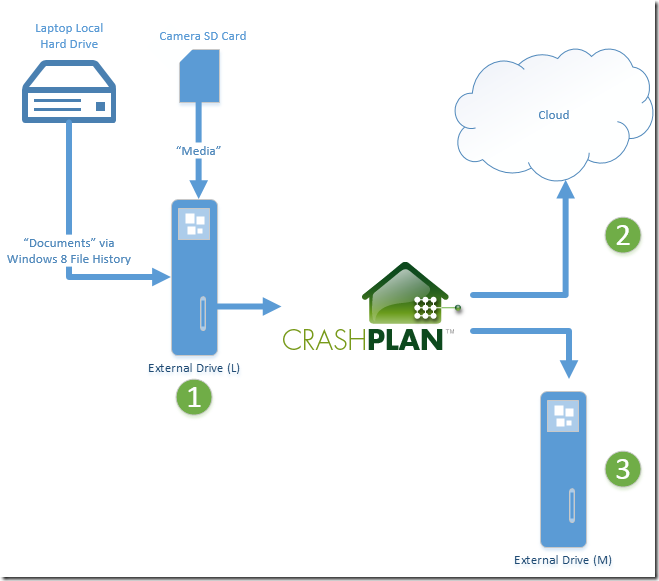 Laptop Local
Hard Drive
Camera SD Card
Cloud
“Media”
2
“Documents” via
Windows 8 File History
CRASHPLAN™
External Drive (L)
1
3
External Drive (M)